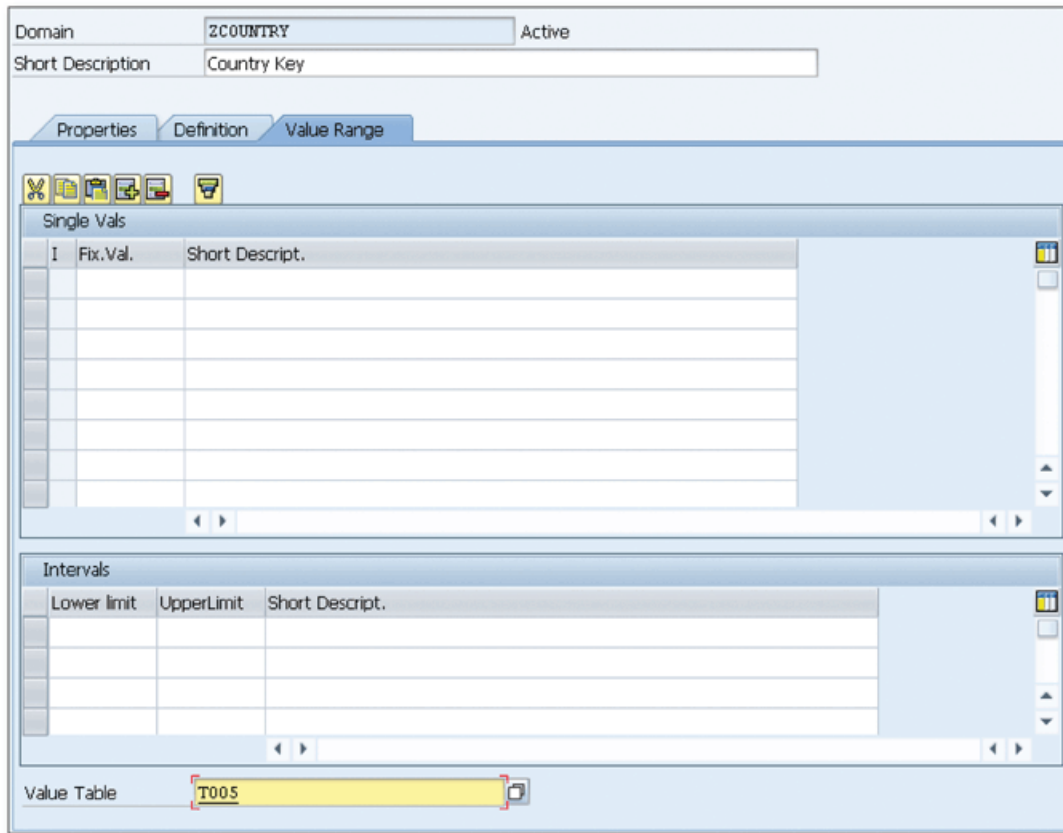 Domain ZCOUNTRY Active
Short Description Country Key
Properties Definition Value Range
Single Vals
I Fix.Val. Short Descript.
Intervals
Lower limit UpperLimit Short Descript.
Value Table T005